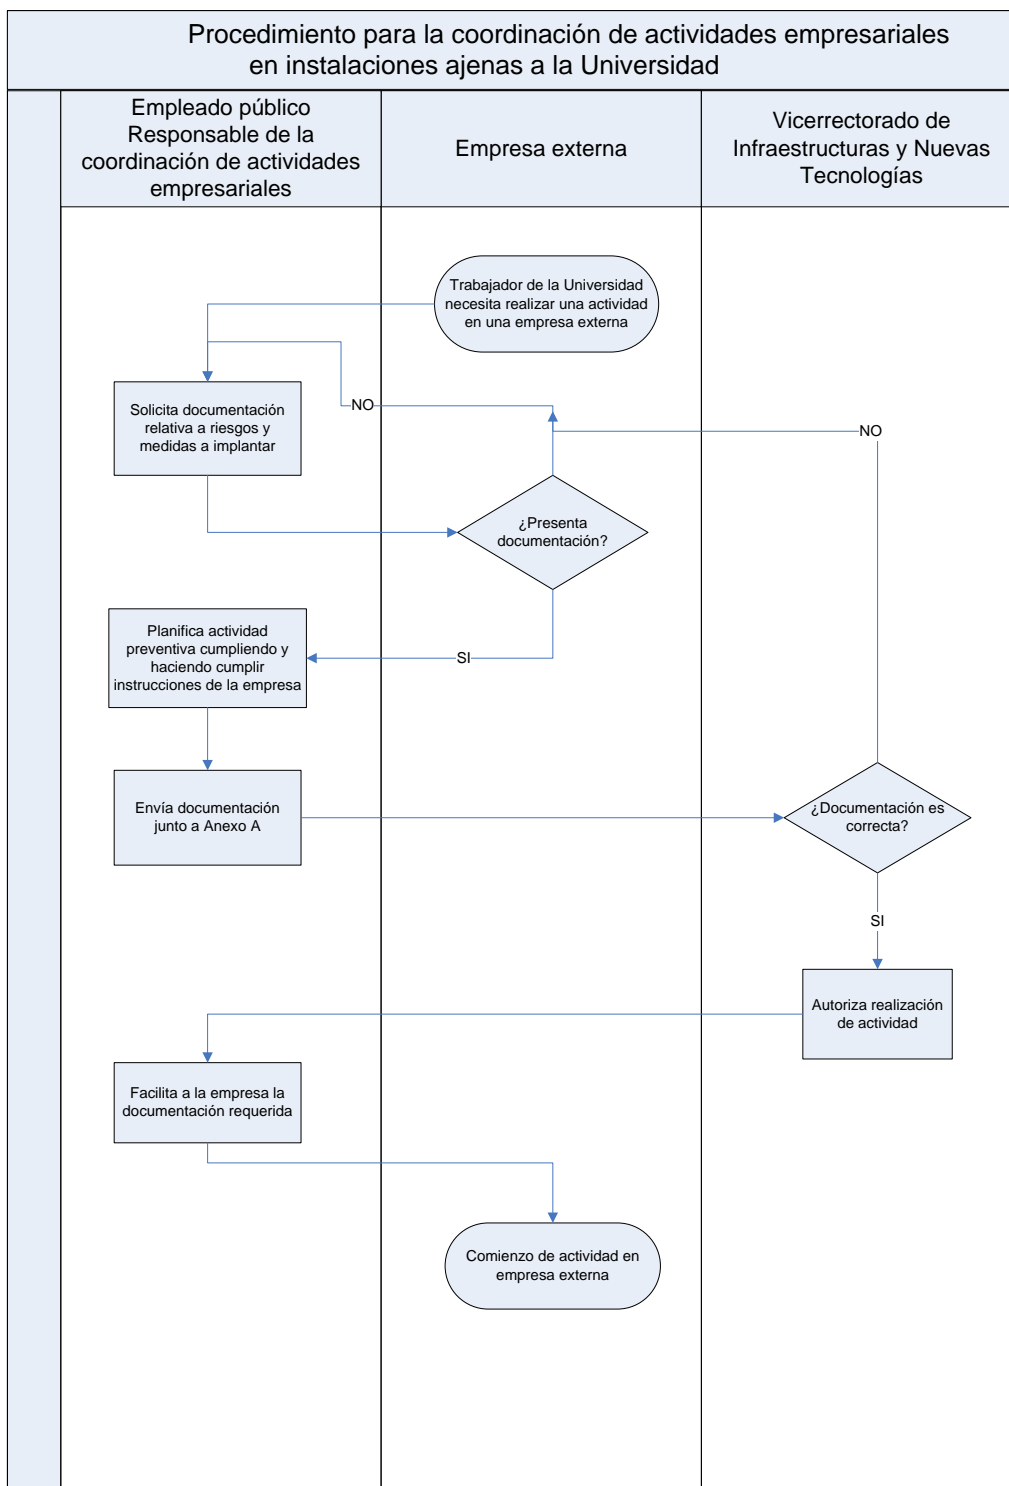 Procedimiento para la coordinación de actividades empresariales
en instalaciones ajenas a la Universidad
Empleado público
Responsable de la
coordinación de actividades
empresariales
Empresa externa
Vicerrectorado de
Infraestructuras y Nuevas
Tecnologías
Trabajador de la Universidad
necesita realizar una actividad
en una empresa externa
Solicita documentación
relativa a riesgos y
medidas a implantar
NO
NO
¿Presenta
documentación?
Planifica actividad
preventiva cumpliendo y
haciendo cumplir
instrucciones de la empresa
SI
Envía documentación
junto a Anexo A
¿Documentación es
correcta?
SI
Autoriza realización
de actividad
Facilita a la empresa la
documentación requerida
Comienzo de actividad en
empresa externa